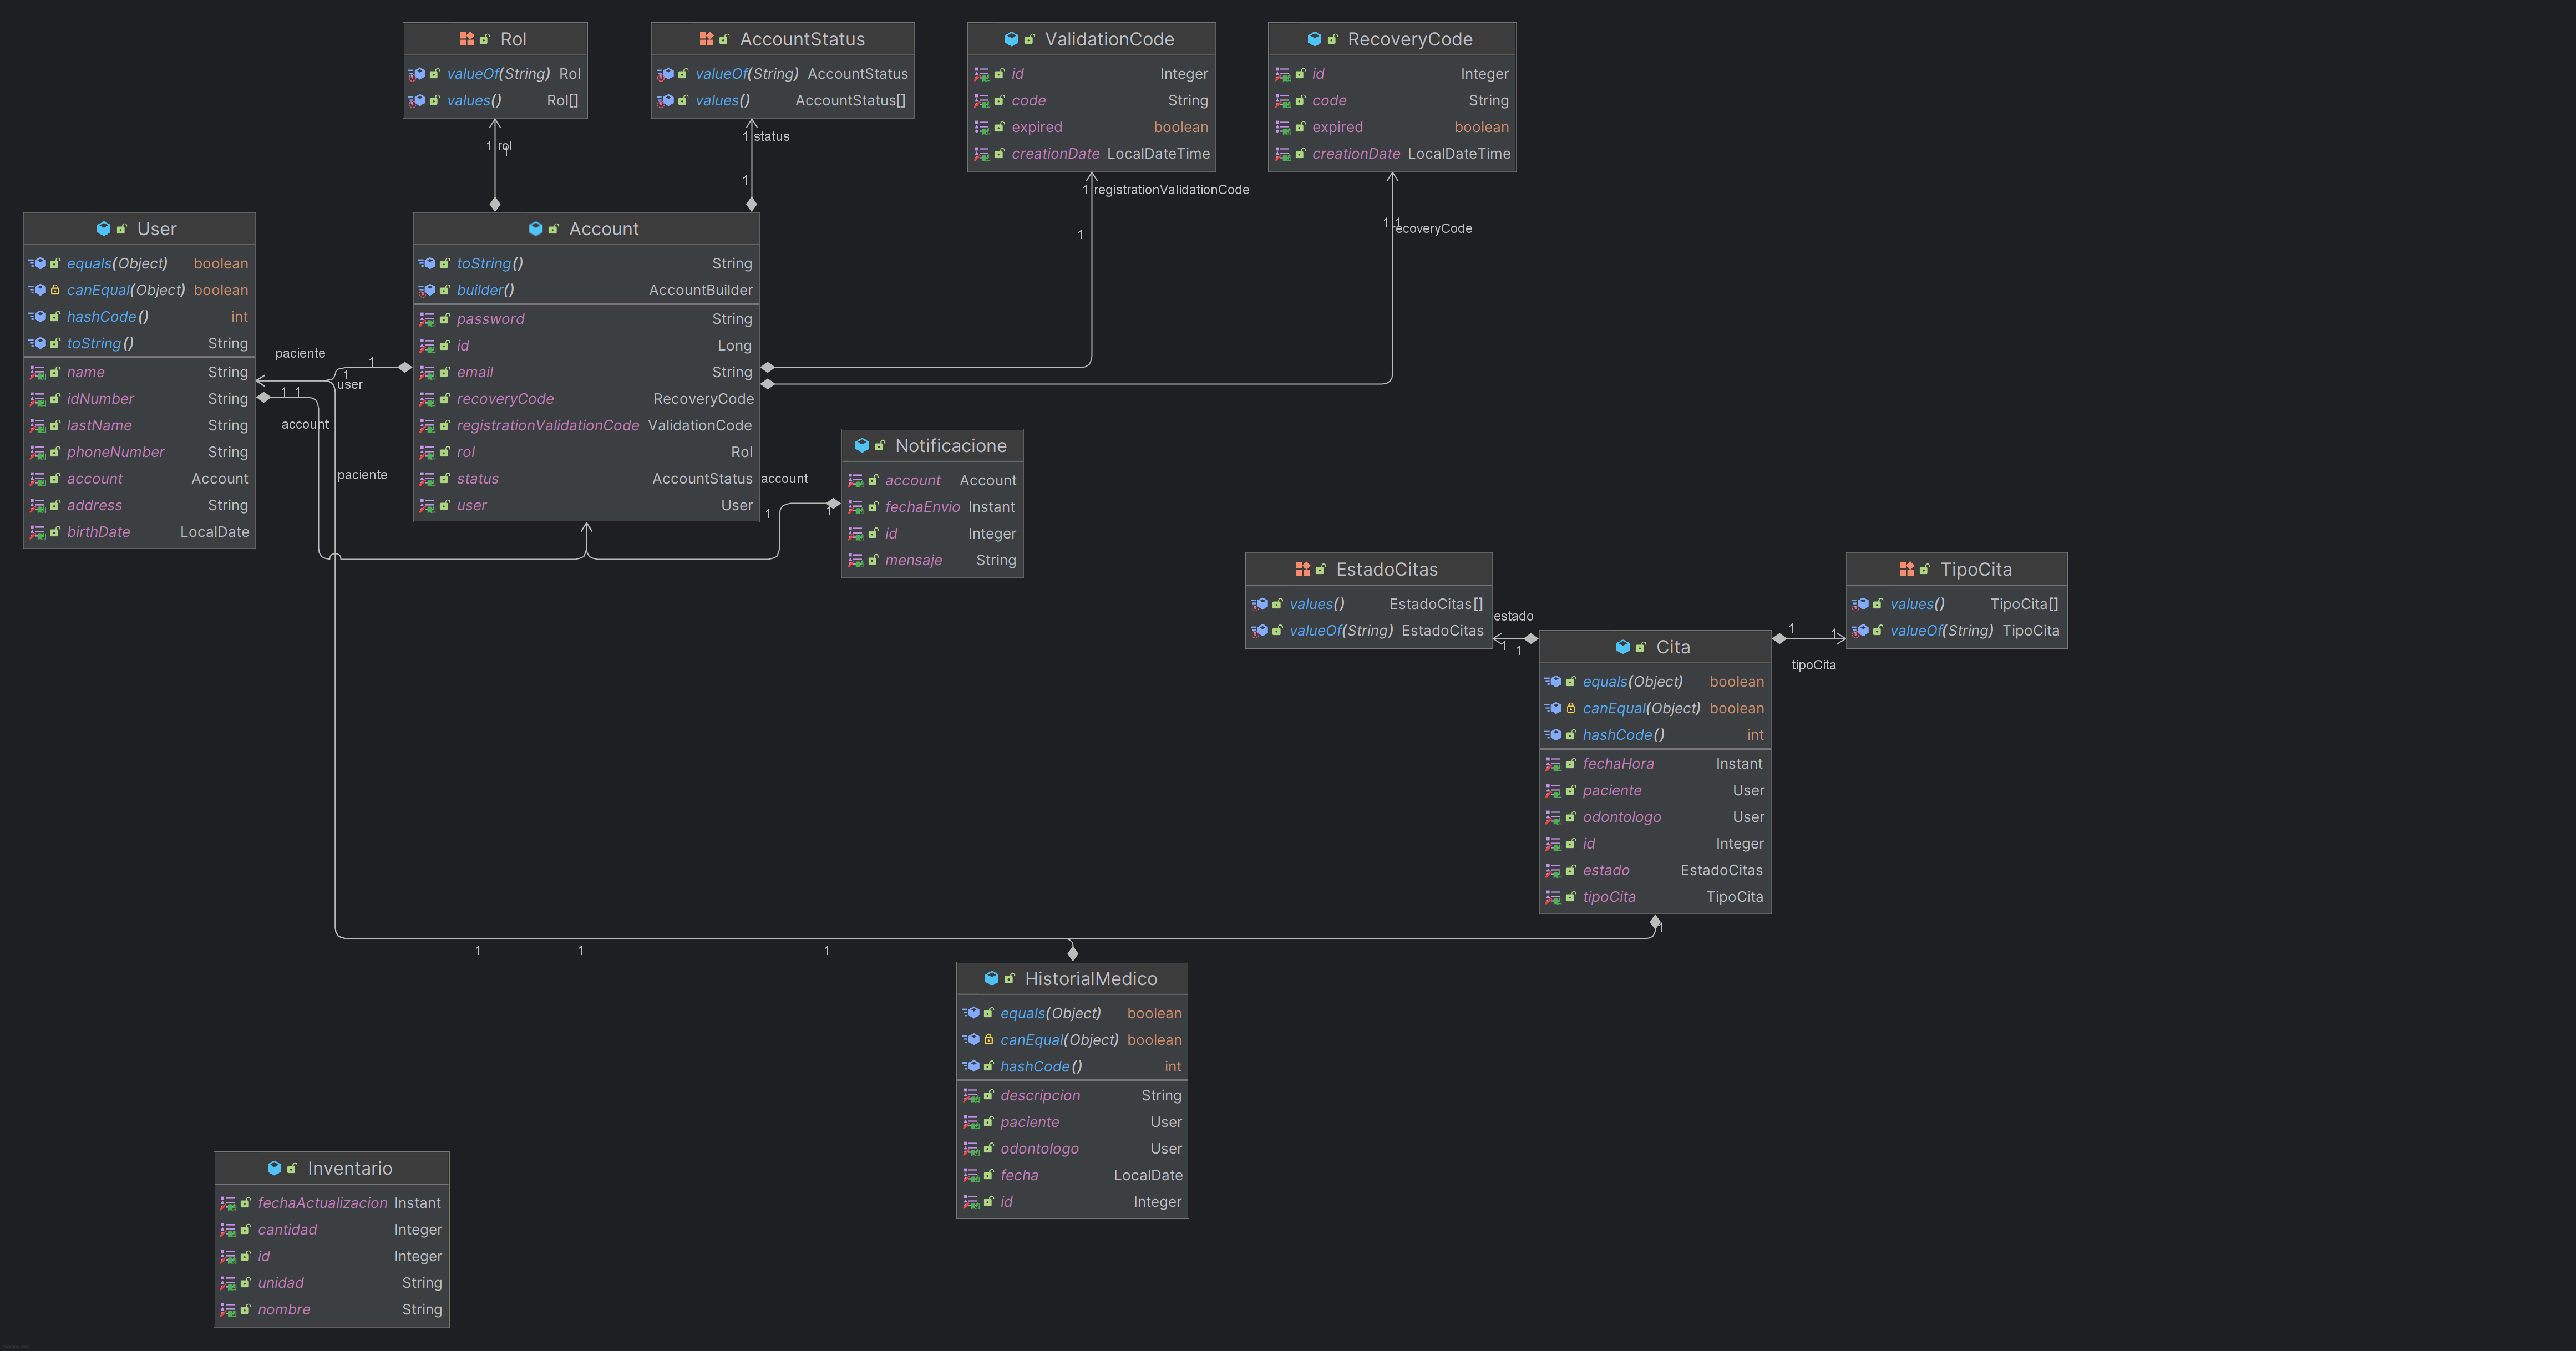 Rol
valueOf(String) Rol
values() Rol[]
AccountStatus
valueOf(String) AccountStatus
values() AccountStatus[]
ValidationCode
id Integer
code String
expired boolean
creationDate LocalDateTime
RecoveryCode
id Integer
code String
expired boolean
creationDate LocalDateTime
1 rol
1
1 status
1
1 registrationValidationCode
1
1 1
recoveryCode
User
equals(Object) boolean
canEqual(Object) boolean
hashCode() int
toString() String
name String
idNumber String
lastName String
phoneNumber String
account Account
address String
birthDate LocalDate
paciente
1
1
user
1 1
account
paciente
Account
toString() String
builder() AccountBuilder
password String
id Long
email String
recoveryCode RecoveryCode
registrationValidationCode ValidationCode
rol Rol
status AccountStatus
user User
account
1
1
Notificacione
account Account
fechaEnvio Instant
id Integer
mensaje String
EstadoCitas
values() EstadoCitas[]
valueOf(String) EstadoCitas
estado
1
1
TipoCita
values() TipoCita[]
valueOf(String) TipoCita
1
1
tipoCita
Cita
equals(Object) boolean
canEqual(Object) boolean
hashCode() int
fechaHora Instant
paciente User
odontologo User
id Integer
estado EstadoCitas
tipoCita TipoCita
1
1
1
1
HistorialMedico
equals(Object) boolean
canEqual(Object) boolean
hashCode() int
descripcion String
paciente User
odontologo User
fecha LocalDate
id Integer
Inventario
fechaActualizacion Instant
cantidad Integer
id Integer
unidad String
nombre String